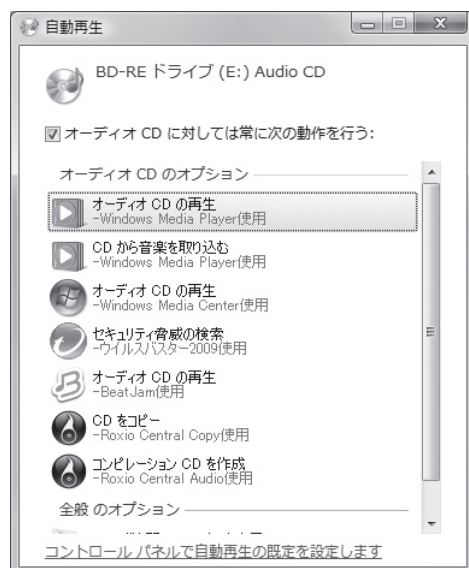 自動再生
BD-RE ドライブ (E:) Audio CD
オーディオ CD に対しては常に次の動作を行う:
オーディオ CD のオプション
オーディオ CD の再生
-Windows Media Player使用
CD から音楽を取り込む
-Windows Media Player使用
オーディオ CD の再生
-Windows Media Center使用
セキュリティ脅威の検索
-ウイルスバスター2009使用
オーディオ CD の再生
-BeatJam使用
CD をコピー
-Roxio Central Copy使用
コンピレーション CD を作成
-Roxio Central Audio使用
全般 のオプション
コントロール パネルで自動再生の既定を設定します